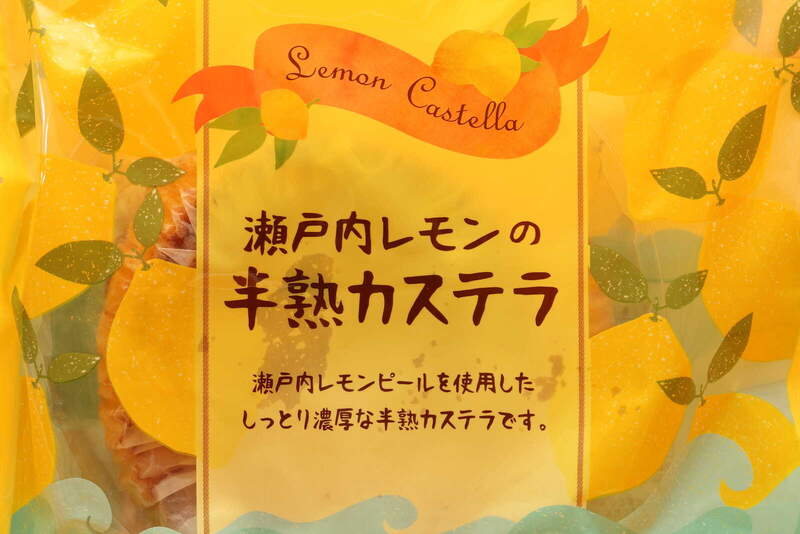 Lemon Castella
瀬戸内レモンの
半熟カステラ
瀬戸内レモンピールを使用した
しっとり濃厚な半熟カステラです。